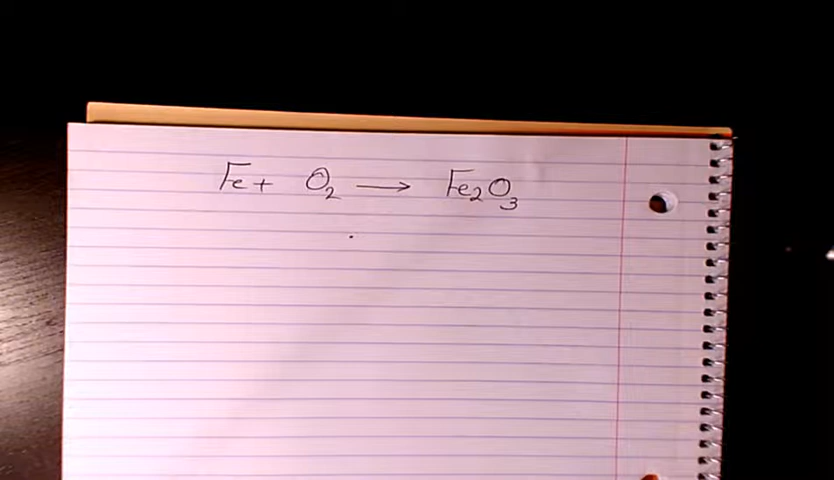 Fe + O₂ → Fe₂O₃